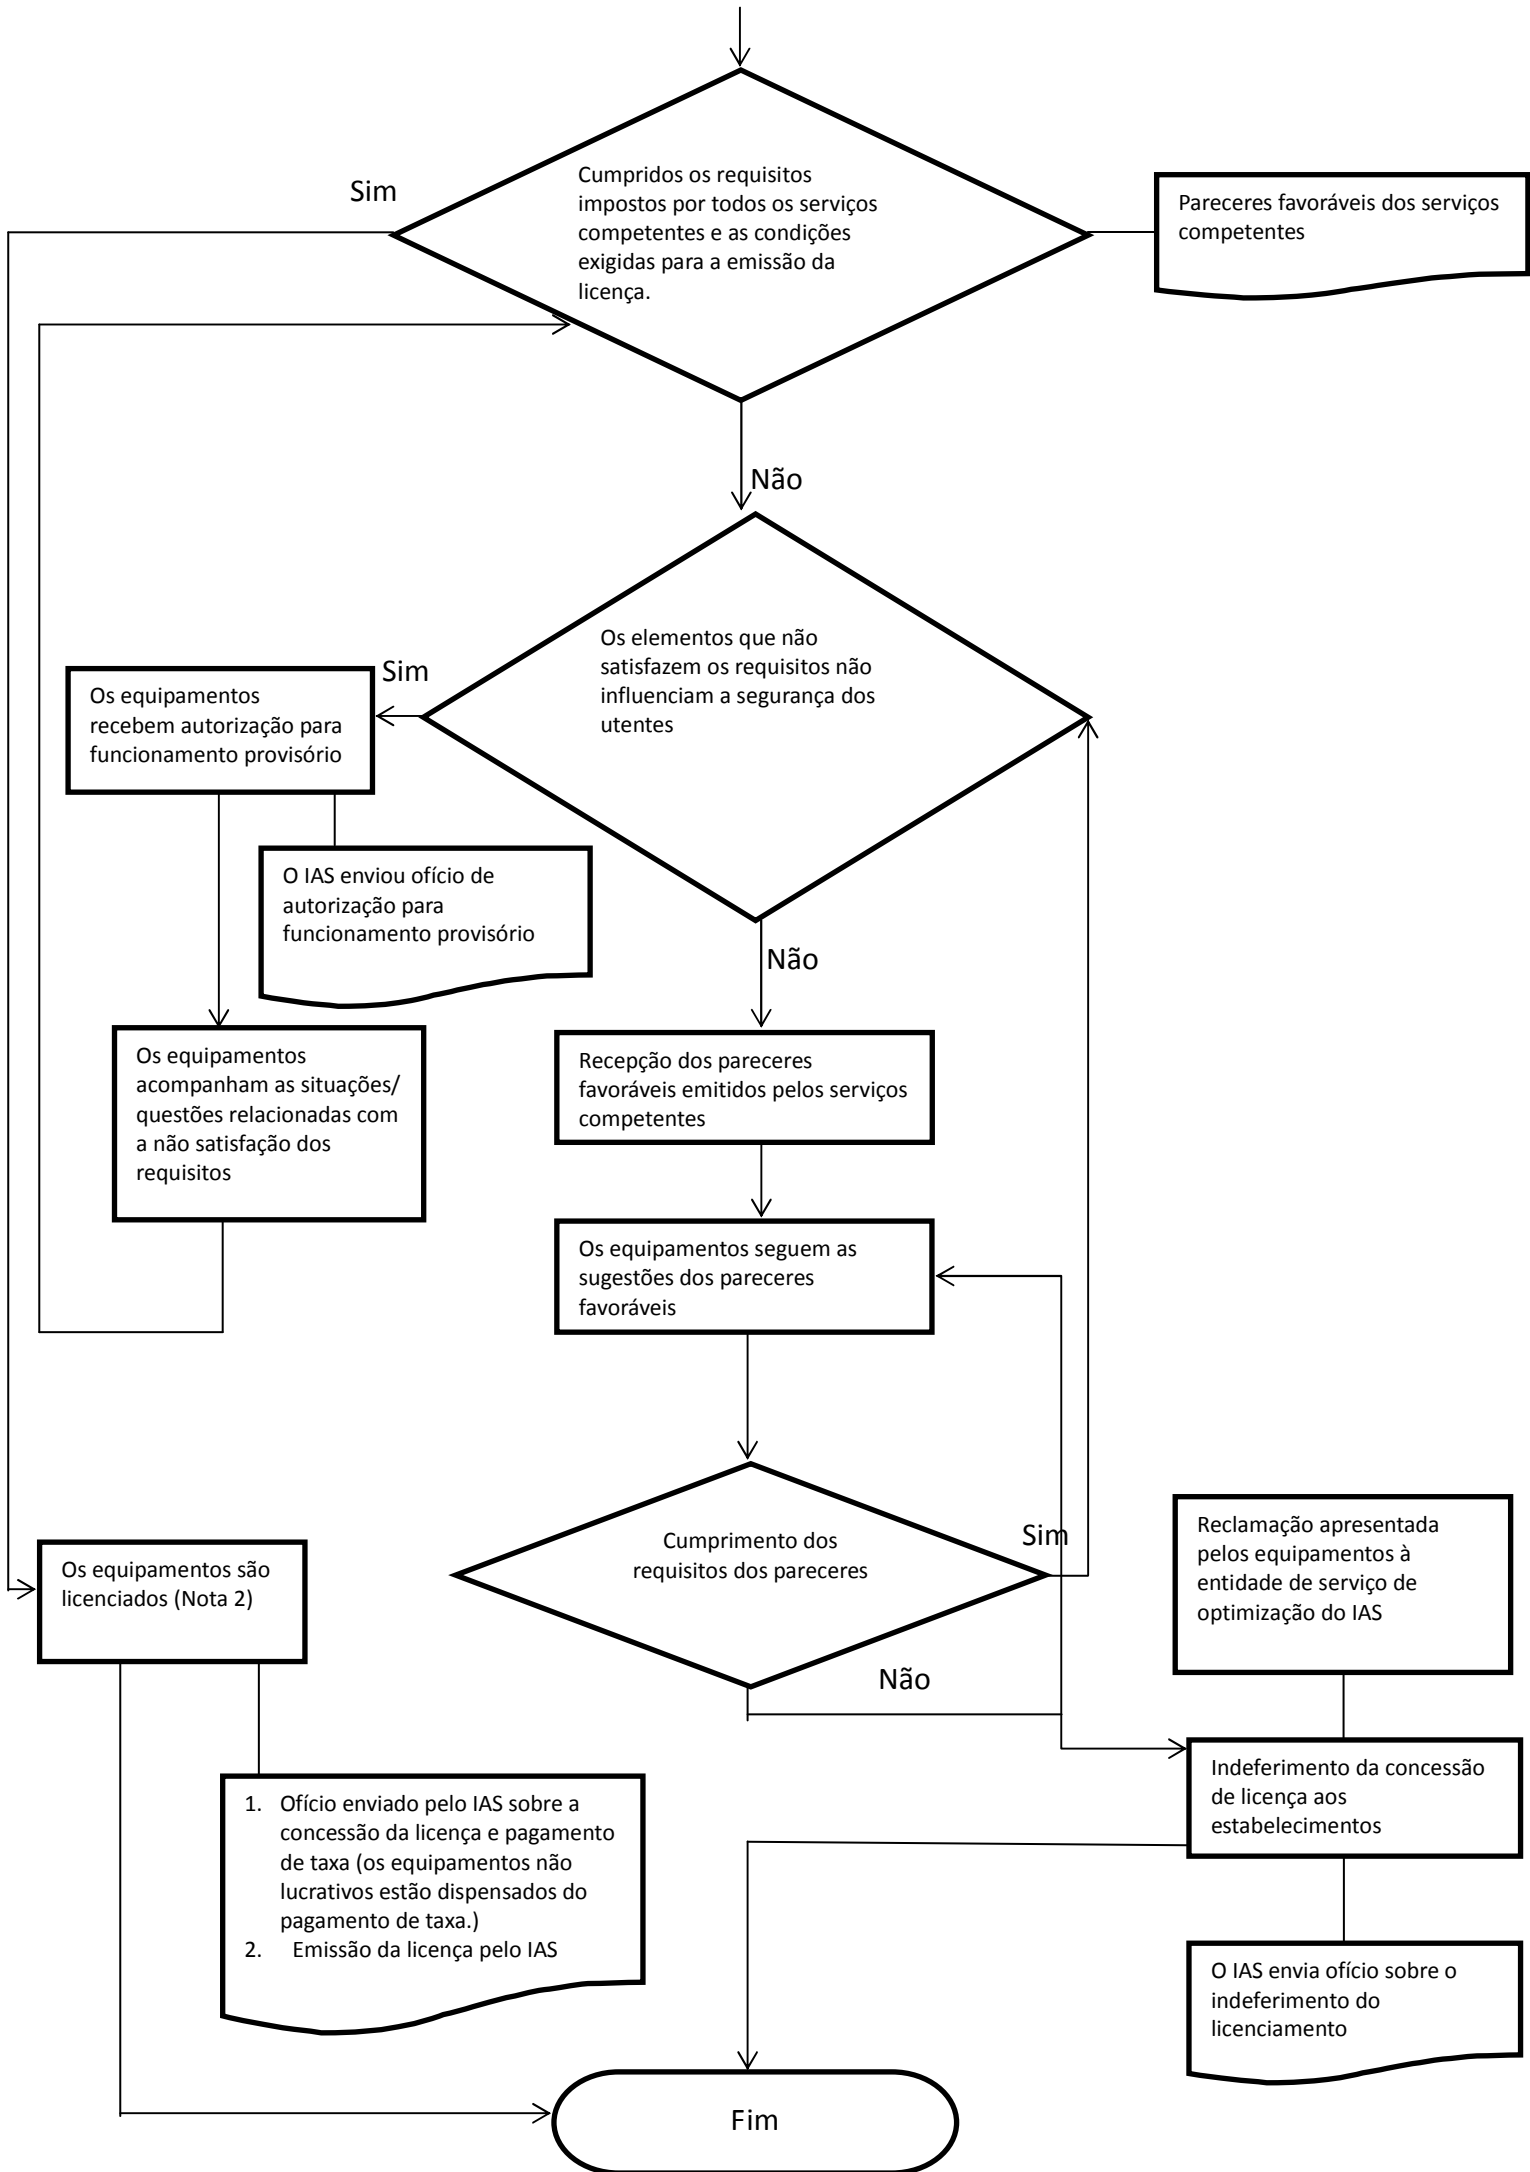 Sim
Cumpridos os requisitos
impostos por todos os serviços
competentes e as condições
exigidas para a emissão da
licença.
Pareceres favoráveis dos serviços
competentes
Não
Os elementos que não
satisfazem os requisitos não
influenciam a segurança dos
utentes
Sim
Os equipamentos
recebem autorização para
funcionamento provisório
O IAS enviou ofício de
autorização para
funcionamento provisório
Não
Os equipamentos
acompanham as situações/
questões relacionadas com
a não satisfação dos
requisitos
Recepção dos pareceres
favoráveis emitidos pelos serviços
competentes
Os equipamentos seguem as
sugestões dos pareceres
favoráveis
Cumprimento dos
requisitos dos pareceres
Sim
Reclamação apresentada
pelos equipamentos à
entidade de serviço de
optimização do IAS
Os equipamentos são
licenciados (Nota 2)
Não
Indeferimento da concessão
de licença aos
estabelecimentos
1. Ofício enviado pelo IAS sobre a
concessão da licença e pagamento
de taxa (os equipamentos não
lucrativos estão dispensados do
pagamento de taxa.)
2. Emissão da licença pelo IAS
O IAS envia ofício sobre o
indeferimento do
licenciamento
Fim